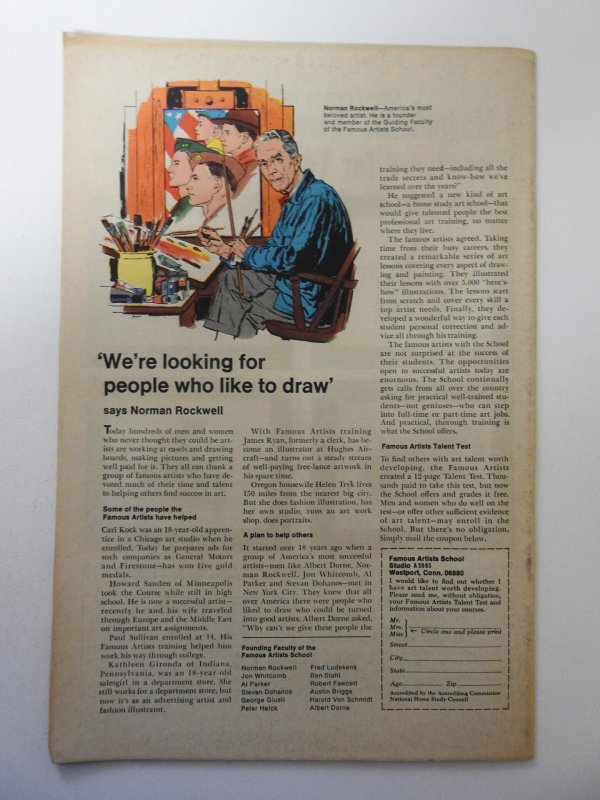 Norman Rockwell—America's most
beloved artist. He is a founder
and member of the Guiding Faculty
of the Famous Artists School.
'We're looking for
people who like to draw'
says Norman Rockwell
Today hundreds of men and women
who never thought they could be art-
ists are working at easels and drawing
boards, making pictures and getting
well paid for it. They all can thank a
group of famous artists who have de-
voted much of their time and talent
to helping others find success in art.
Some of the people the
Famous Artists have helped
Carl Kock was an 18-year-old appren-
tice in a Chicago art studio when he
enrolled. Today he prepares ads for
such companies as General Motors
and Firestone—has won five gold
medals.
Howard Sanden of Minneapolis
took the Course while still in high
school. He is now a successful artist—
recently he and his wife traveled
through Europe and the Middle East
on important art assignments.
Paul Sullivan enrolled at 14. His
Famous Artists training helped him
work his way through college.
Kathleen Gironda of Indiana,
Pennsylvania, was an 18-year-old
salesgirl in a department store. She
still works for a department store, but
now it's as an advertising artist and
fashion illustrator.
With Famous Artists training
James Ryan, formerly a clerk, has be-
come an illustrator at Hughes Air-
craft—and turns out a steady stream
of well-paying free-lance artwork in
his spare time.
Oregon housewife Helen Tryk lives
150 miles from the nearest big city.
But she does fashion illustration, has
her own studio, runs an art work
shop, does portraits.
A plan to help others
It started over 18 years ago when a
group of America's most successful
artists—men like Albert Dorne, Nor-
man Rockwell, Jon Whitcomb, Al
Parker and Stevan Dohanos—met in
New York City. They knew that all
over America there were people who
liked to draw who could be turned
into good artists. Albert Dorne asked,
"Why can't we give these people the
Founding Faculty of the
Famous Artists School
Norman Rockwell
Jon Whitcomb
Al Parker
Stevan Dohanos
George Giusti
Peter Helck
Fred Ludekens
Ben Stahl
Robert Fawcett
Austin Briggs
Harold Von Schmidt
Albert Dorne
training they need—including all the
trade secrets and know-how we've
learned over the years?"
He suggested a new kind of art
school—a home study art school—that
would give talented people the best
professional art training, no matter
where they live.
The famous artists agreed. Taking
time from their busy careers, they
created a remarkable series of art
lessons covering every aspect of draw-
ing and painting. They illustrated
their lessons with over 5,000 "here's-
how" illustrations. The lessons start
from scratch and cover every skill a
top artist needs. Finally, they de-
veloped a wonderful way to give each
student personal correction and ad-
vice all through his training.
The famous artists with the School
are not surprised at the success of
their students. The opportunities
open to successful artists today are
enormous. The School continually
gets calls from all over the country
asking for practical well-trained stu-
dents—not geniuses—who can step
into full-time or part-time art jobs.
And practical, thorough training is
what the School offers.
Famous Artists Talent Test
To find others with art talent worth
developing, the Famous Artists
created a 12-page Talent Test. Thou-
sands paid to take this test, but now
the School offers and grades it free.
Men and women who do well on the
test—or offer other sufficient evidence
of art talent—may enroll in the
School. But there's no obligation.
Simply mail the coupon below.
Famous Artists School
Studio A5983
Westport, Conn. 06880
I would like to find out whether I
have art talent worth developing.
Please send me, without obligation,
your Famous Artists Talent Test and
information about your courses.
Mr.
Mrs. ← Circle one and please print
Miss
Street
City
State
Age Zip
Accredited by the Accrediting Commission
National Home Study Council